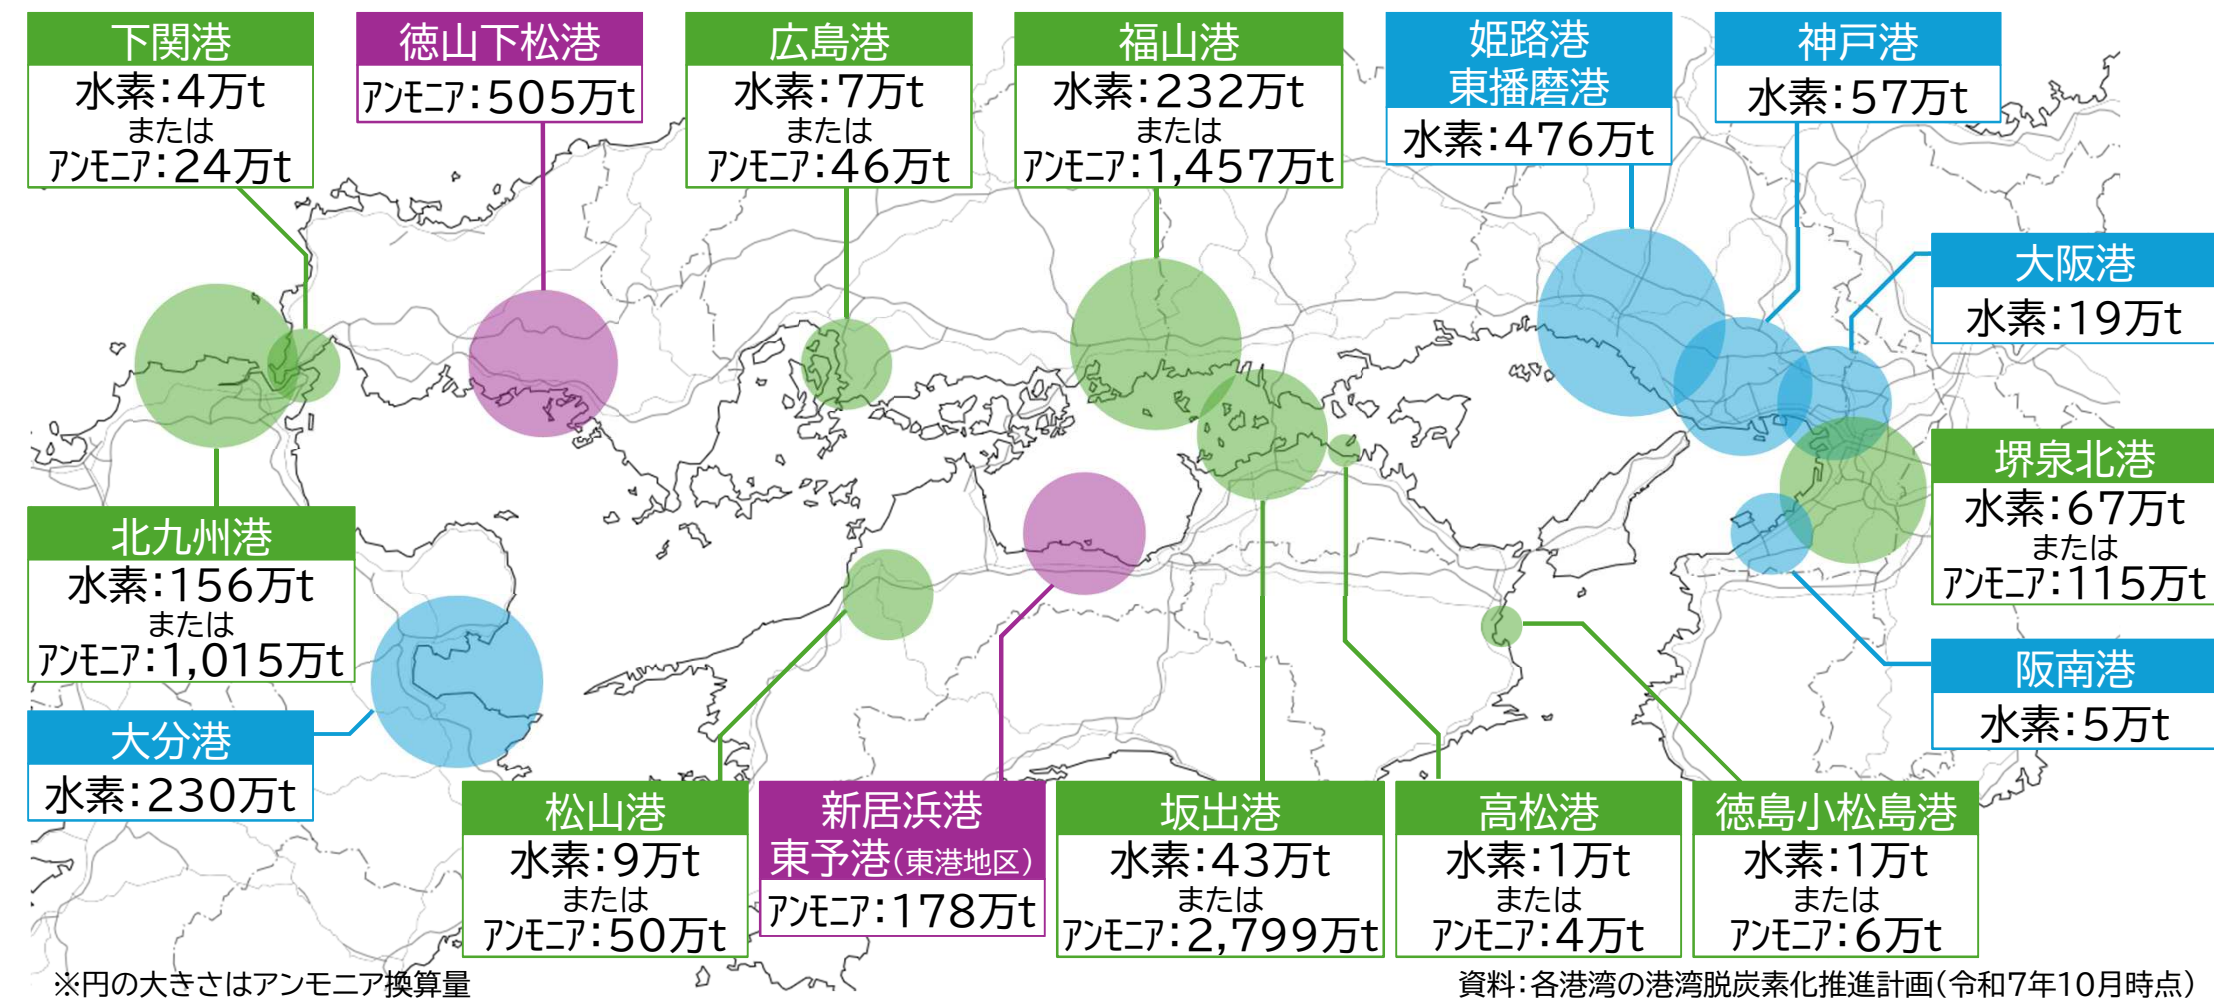 下関港
水素:4万t
または
アンモニア:24万t
徳山下松港
アンモニア:505万t
広島港
水素:7万t
または
アンモニア:46万t
福山港
水素:232万t
または
アンモニア:1,457万t
姫路港
東播磨港
水素:476万t
神戸港
水素:57万t
大阪港
水素:19万t
堺泉北港
水素:67万t
または
アンモニア:115万t
阪南港
水素:5万t
北九州港
水素:156万t
または
アンモニア:1,015万t
大分港
水素:230万t
松山港
水素:9万t
または
アンモニア:50万t
新居浜港
東予港(東港地区)
アンモニア:178万t
坂出港
水素:43万t
または
アンモニア:2,799万t
高松港
水素:1万t
または
アンモニア:4万t
徳島小松島港
水素:1万t
または
アンモニア:6万t
※円の大きさはアンモニア換算量
資料:各港湾の港湾脱炭素化推進計画(令和7年10月時点)